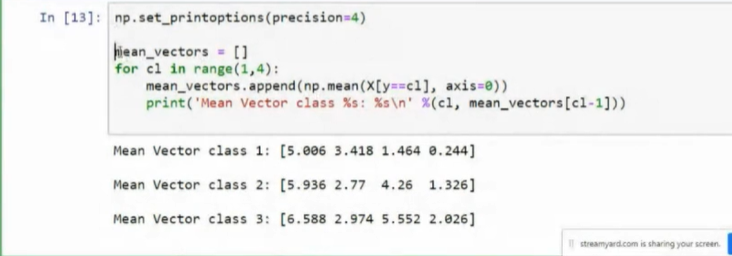 In [13]: np.set_printoptions(precision=4)
mean_vectors = []
for cl in range(1,4):
    mean_vectors.append(np.mean(X[y==cl], axis=0))
    print('Mean Vector class %s: %s\n' %(cl, mean_vectors[cl-1]))
Mean Vector class 1: [5.006 3.418 1.464 0.244]
Mean Vector class 2: [5.936 2.77  4.26  1.326]
Mean Vector class 3: [6.588 2.974 5.552 2.026]
streamyard.com is sharing your screen.